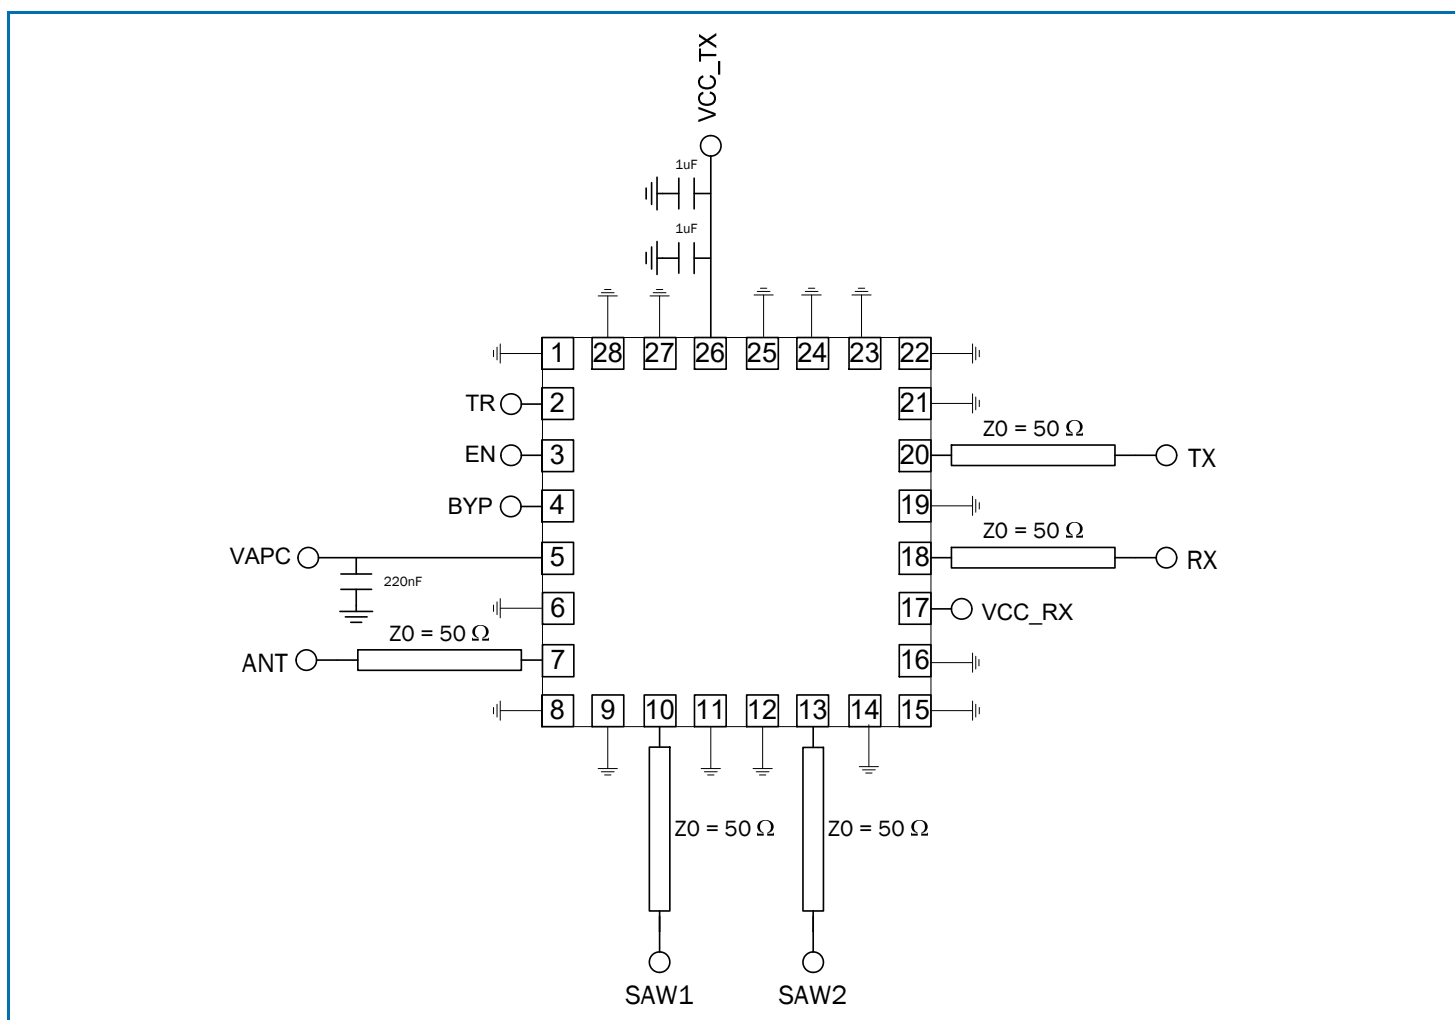 VCC_TX
1uF
1uF
1 28 27 26 25 24 23 22
TR 2 21
Z0 = 50 Ω
EN 3 20 TX
BYP 4 19
Z0 = 50 Ω
VAPC 5 18 RX
220nF
6 17 VCC_RX
Z0 = 50 Ω
ANT 7 16
8 9 10 11 12 13 14 15
Z0 = 50 Ω Z0 = 50 Ω
SAW1 SAW2